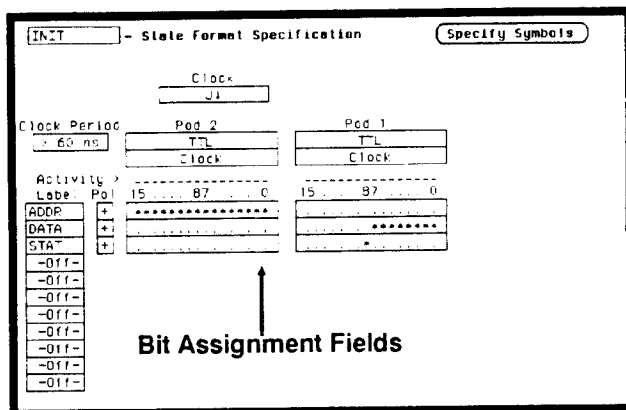 INIT - State Format Specification Specify Symbols
Clock
J↓
Clock Period Pod 2 Pod 1
> 60 ns TTL TTL
Clock Clock
Activity > ---------------- ----------------
Label Pol 15 .... 87 .... 0 15 .... 87 .... 0
ADDR + **************** ................
DATA + ................ ........********
STAT + ................ .......*........
-Off-
-Off-
-Off-
-Off-
-Off-
-Off-
-Off-
-Off-
Bit Assignment Fields